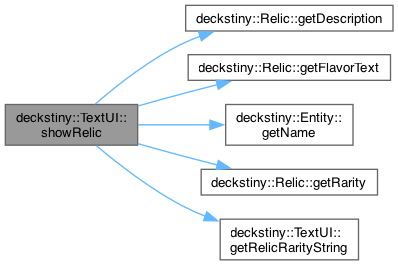 deckstiny::TextUI::
showRelic
deckstiny::Relic::getDescription
deckstiny::Relic::getFlavorText
deckstiny::Entity::
getName
deckstiny::Relic::getRarity
deckstiny::TextUI::
getRelicRarityString